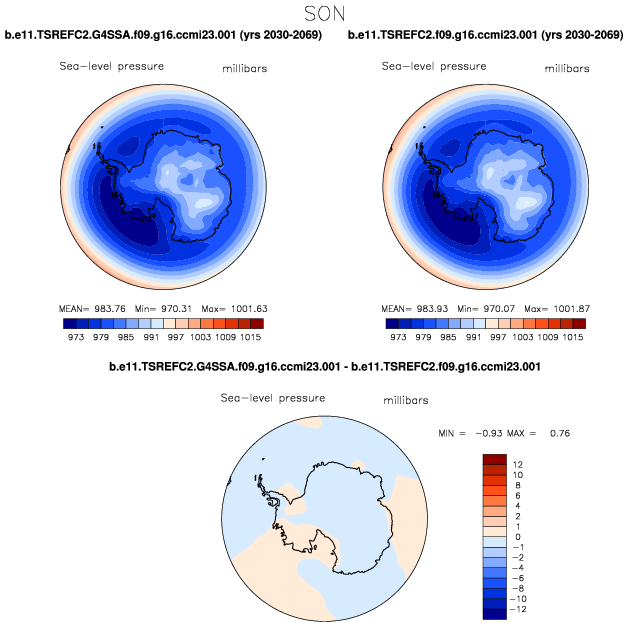 SON
b.e11.TSREFC2.G4SSA.f09.g16.ccmi23.001 (yrs 2030-2069)
b.e11.TSREFC2.f09.g16.ccmi23.001 (yrs 2030-2069)
Sea-level pressure millibars
Sea-level pressure millibars
MEAN= 983.76 Min= 970.31 Max= 1001.63
973 979 985 991 997 1003 1009 1015
MEAN= 983.93 Min= 970.07 Max= 1001.87
973 979 985 991 997 1003 1009 1015
b.e11.TSREFC2.G4SSA.f09.g16.ccmi23.001 - b.e11.TSREFC2.f09.g16.ccmi23.001
Sea-level pressure millibars
MIN = -0.93 MAX = 0.76
12
10
8
6
4
2
1
0
-1
-2
-4
-6
-8
-10
-12